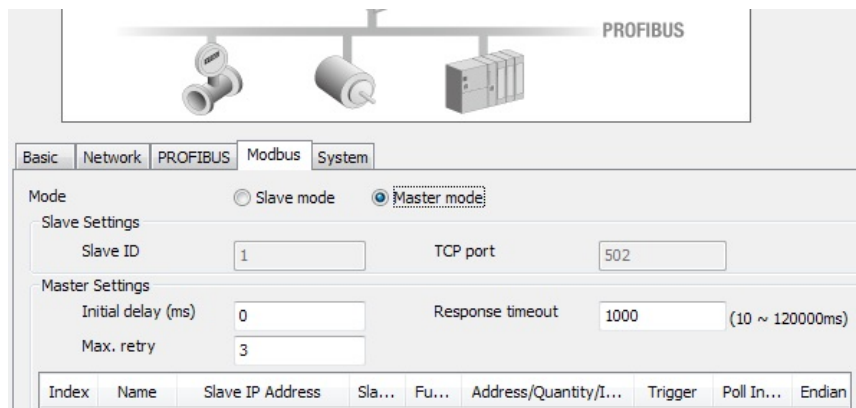 PROFIBUS
Basic Network PROFIBUS Modbus System
Mode Slave mode Master mode
Slave Settings
Slave ID 1 TCP port 502
Master Settings
Initial delay (ms) 0 Response timeout 1000 (10 ~ 120000ms)
Max. retry 3
Index Name Slave IP Address Sla... Fu... Address/Quantity/I... Trigger Poll In... Endian